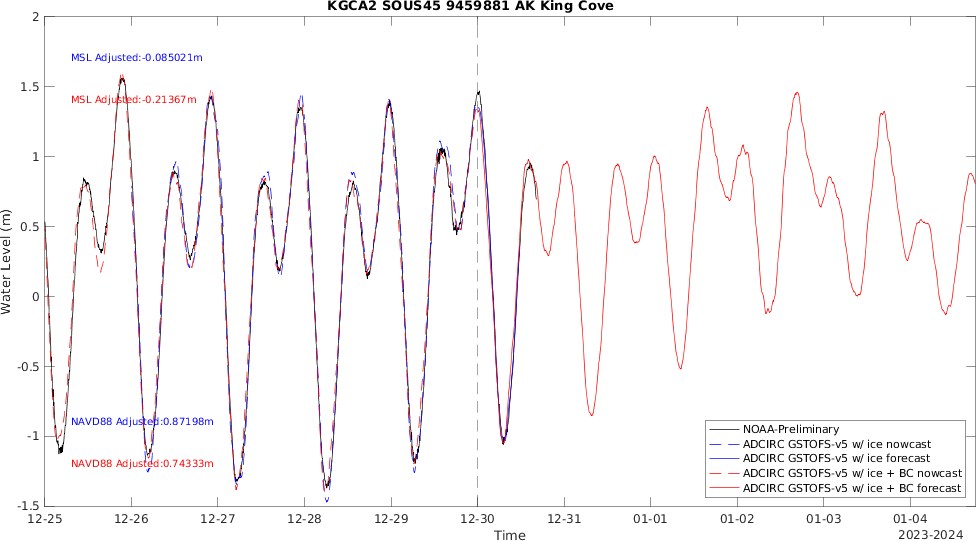 KGCA2 SOUS45 9459881 AK King Cove
2
1.5
1
0.5
0
-0.5
-1
-1.5
Water Level (m)
MSL Adjusted:-0.085021m
MSL Adjusted:-0.21367m
NAVD88 Adjusted:0.87198m
NAVD88 Adjusted:0.74333m
NOAA-Preliminary
ADCIRC GSTOFS-v5 w/ ice nowcast
ADCIRC GSTOFS-v5 w/ ice forecast
ADCIRC GSTOFS-v5 w/ ice + BC nowcast
ADCIRC GSTOFS-v5 w/ ice + BC forecast
12-25 12-26 12-27 12-28 12-29 12-30 12-31 01-01 01-02 01-03 01-04
Time
2023-2024